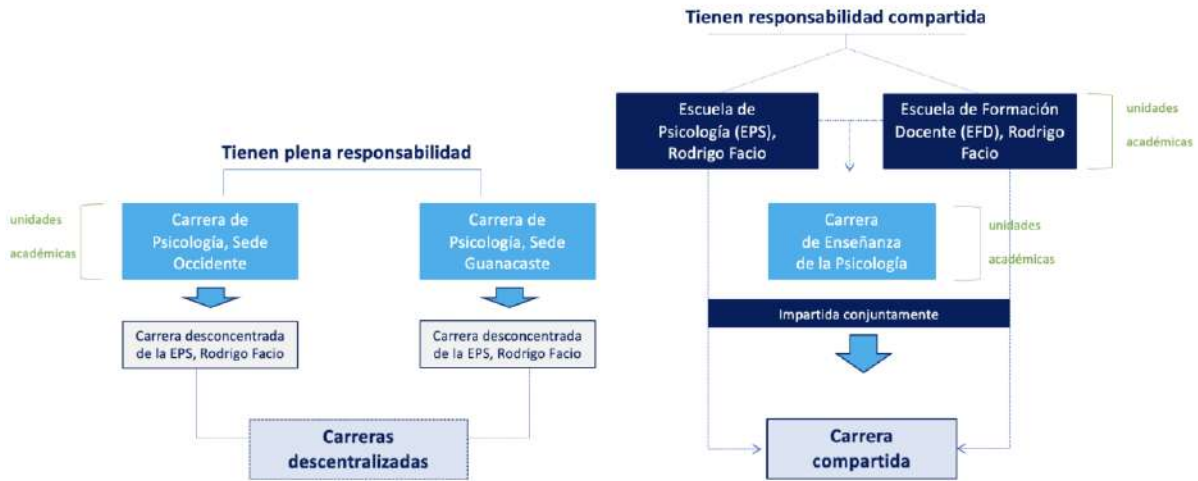 Tienen plena responsabilidad
unidades
académicas
Carrera de
Psicología, Sede
Occidente
Carrera de
Psicología, Sede
Guanacaste
Carrera desconcentrada
de la EPS, Rodrigo Facio
Carrera desconcentrada
de la EPS, Rodrigo Facio
Carreras
descentralizadas
Tienen responsabilidad compartida
Escuela de
Psicología (EPS),
Rodrigo Facio
Escuela de Formación
Docente (EFD), Rodrigo
Facio
unidades
académicas
Carrera
de Enseñanza
de la Psicología
unidades
académicas
Impartida conjuntamente
Carrera
compartida